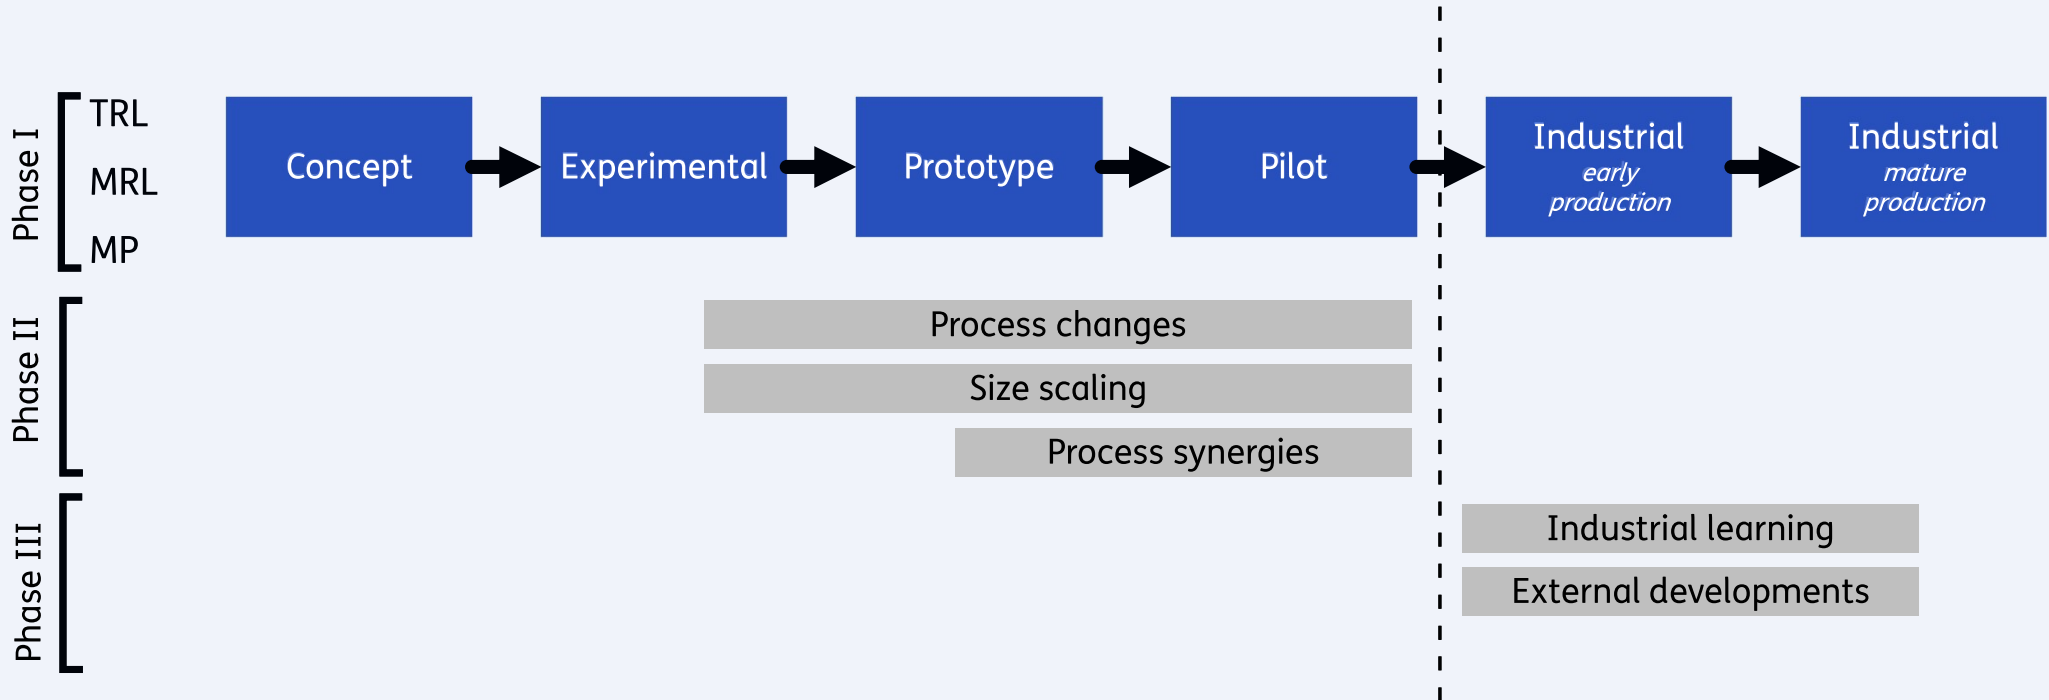 Phase I
TRL
MRL
MP
Concept
Experimental
Prototype
Pilot
Industrial
early
production
Industrial
mature
production
Phase II
Process changes
Size scaling
Process synergies
Phase III
Industrial learning
External developments